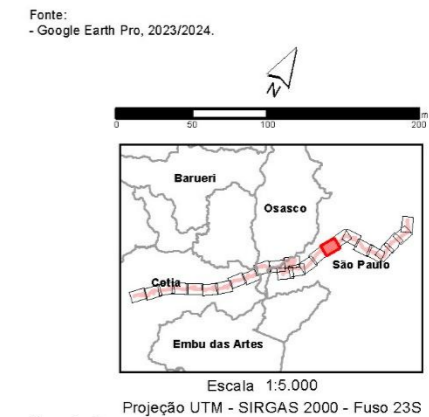 Fonte:
- Google Earth Pro, 2023/2024.
N
m
0 50 100 200
Barueri
Osasco
São Paulo
Cotia
Embu das Artes
Escala 1:5.000
Projeção UTM - SIRGAS 2000 - Fuso 23S